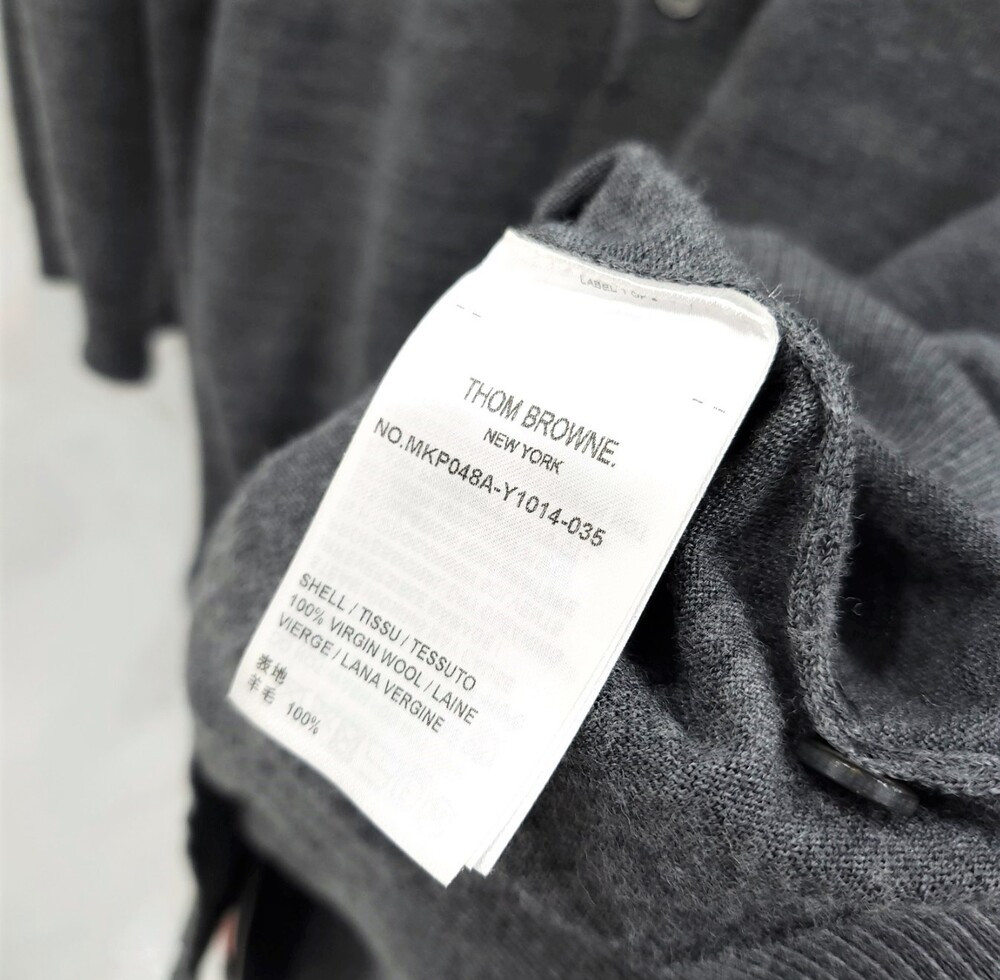 THOM BROWNE.
NEW YORK
NO.MKP048A-Y1014-035
SHELL / TISSU / TESSUTO
100% VIRGIN WOOL / LAINE
VIERGE / LANA VERGINE
表地
羊毛 100%